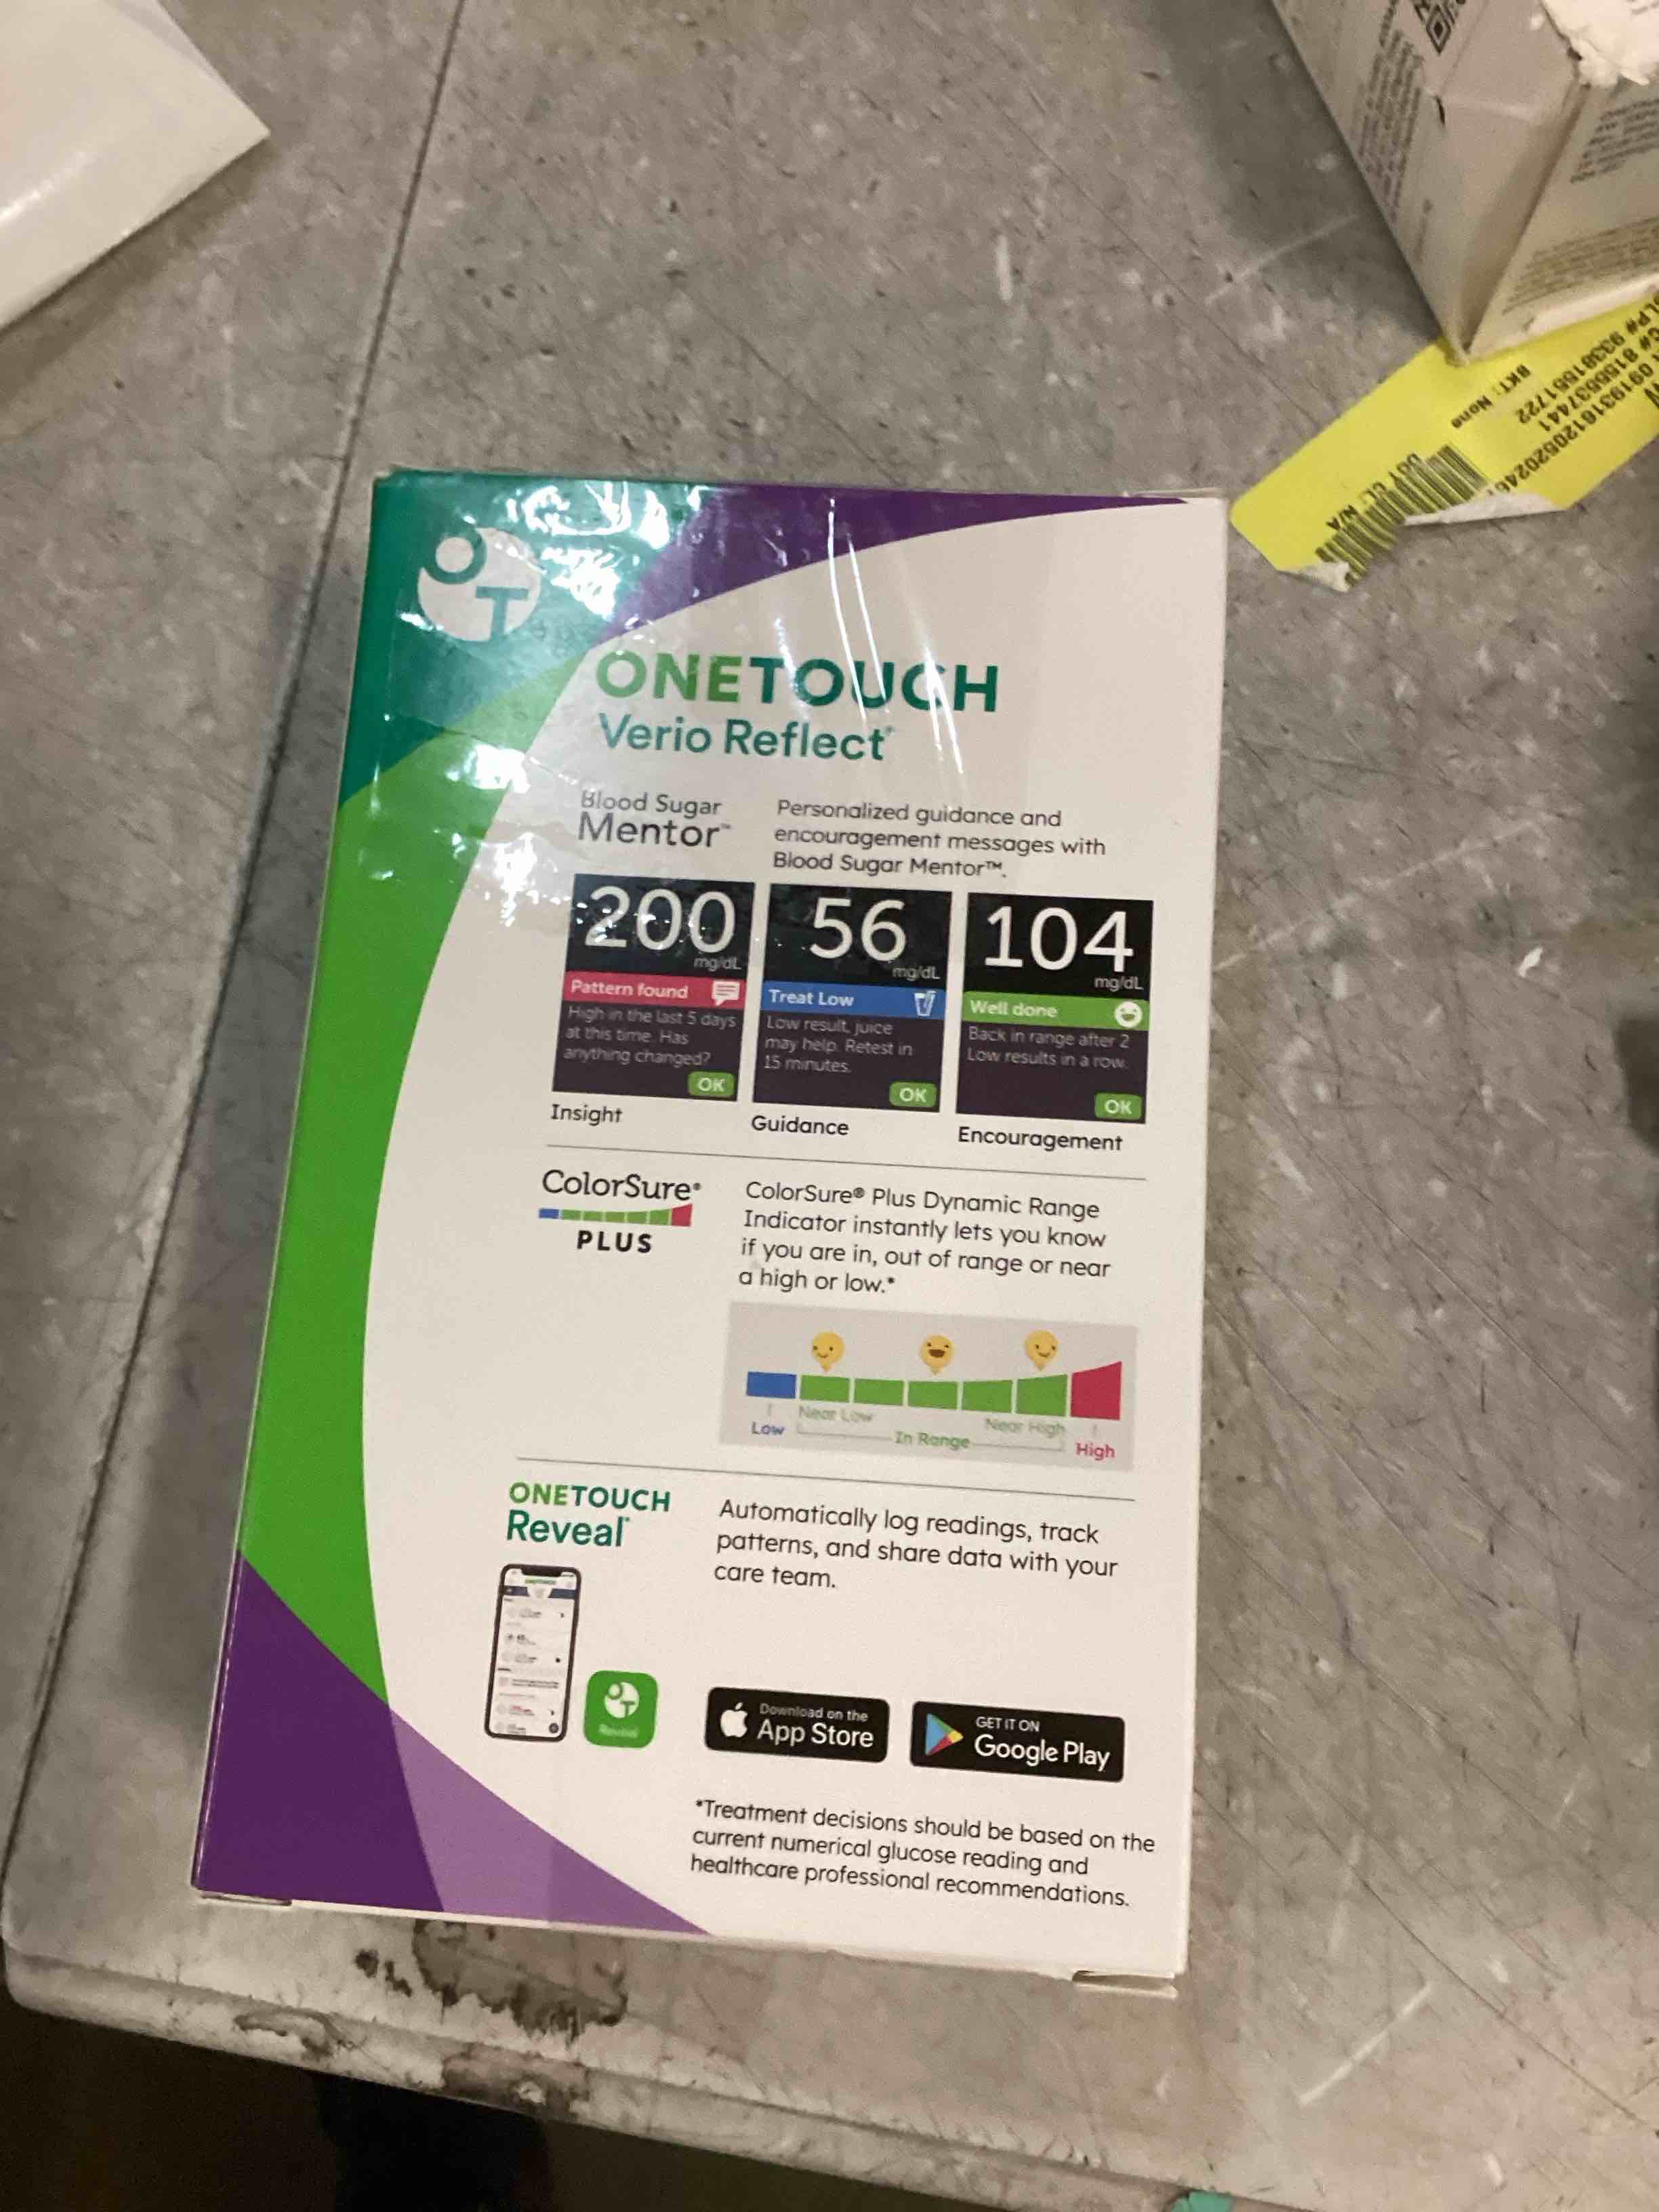 OT
ONETOUCH
Verio Reflect®
Blood Sugar
Mentor™
Personalized guidance and
encouragement messages with
Blood Sugar Mentor™.
200
mg/dL
Pattern found
High in the last 5 days
at this time. Has
anything changed?
OK
Insight
56
mg/dL
Treat Low
Low result, juice
may help. Retest in
15 minutes.
OK
Guidance
104
mg/dL
Well done
Back in range after 2
Low results in a row.
OK
Encouragement
ColorSure®
PLUS
ColorSure® Plus Dynamic Range
Indicator instantly lets you know
if you are in, out of range or near
a high or low.*
Low
Near Low
In Range
Near High
High
ONETOUCH
Reveal®
Automatically log readings, track
patterns, and share data with your
care team.
OT
Reveal
Download on the
App Store
GET IT ON
Google Play
*Treatment decisions should be based on the
current numerical glucose reading and
healthcare professional recommendations.
BKT: None